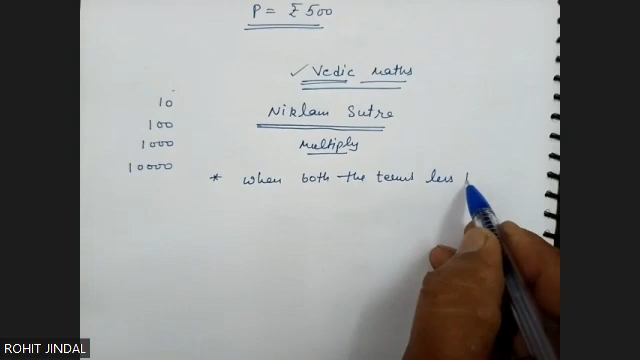 P = ₹500
✓ Vedic Maths
10
Niklam Sutra
100
Multiply
1000
10000
* When both the terms less
ROHIT JINDAL